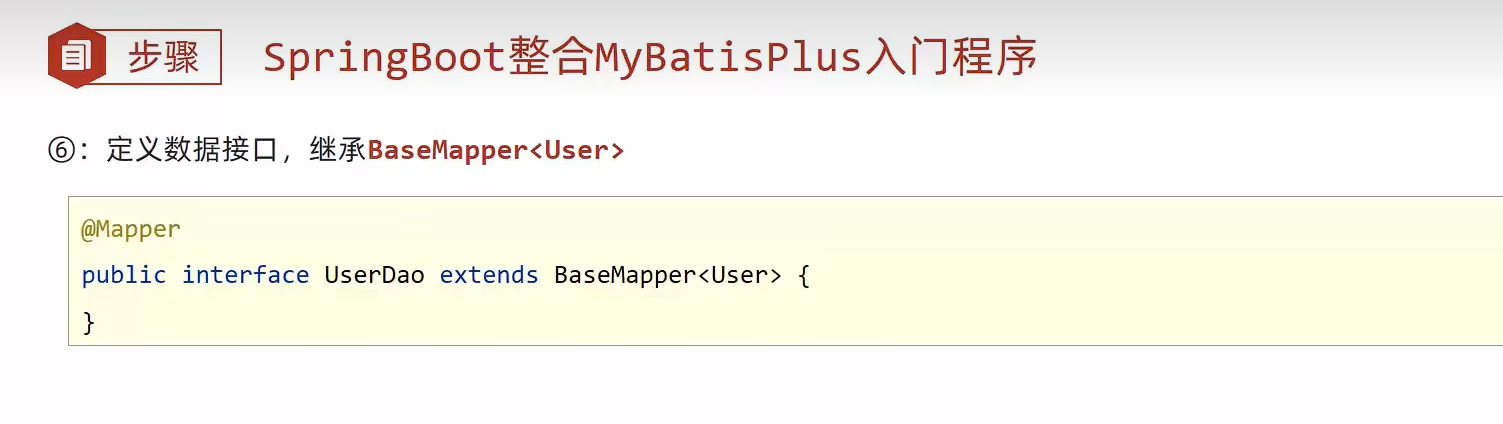 步骤 SpringBoot整合MyBatisPlus入门程序
⑥：定义数据接口，继承BaseMapper<User>
@Mapper
public interface UserDao extends BaseMapper<User> {
}